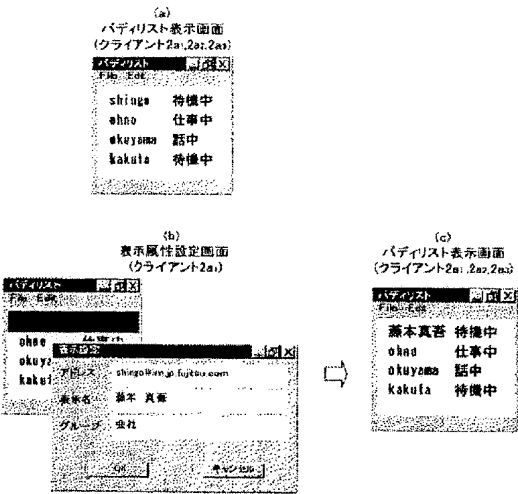 (a)
バディリスト表示画面
(クライアント2a1,2a2,2a3)
バディリスト
File Edit
shingo 待機中
ohno 仕事中
okuyama 話中
kakuta 待機中
(b)
表示属性設定画面
(クライアント2a1)
バディリスト
File Edit
ohno 仕事中
okuya
kakut
表示設定
アドレス shingo@im.jp.fujitsu.com
表示名 藤本 真吾
グループ 会社
OK キャンセル
(c)
バディリスト表示画面
(クライアント2a1,2a2,2a3)
バディリスト
File Edit
藤本真吾 待機中
ohno 仕事中
okuyama 話中
kakuta 待機中